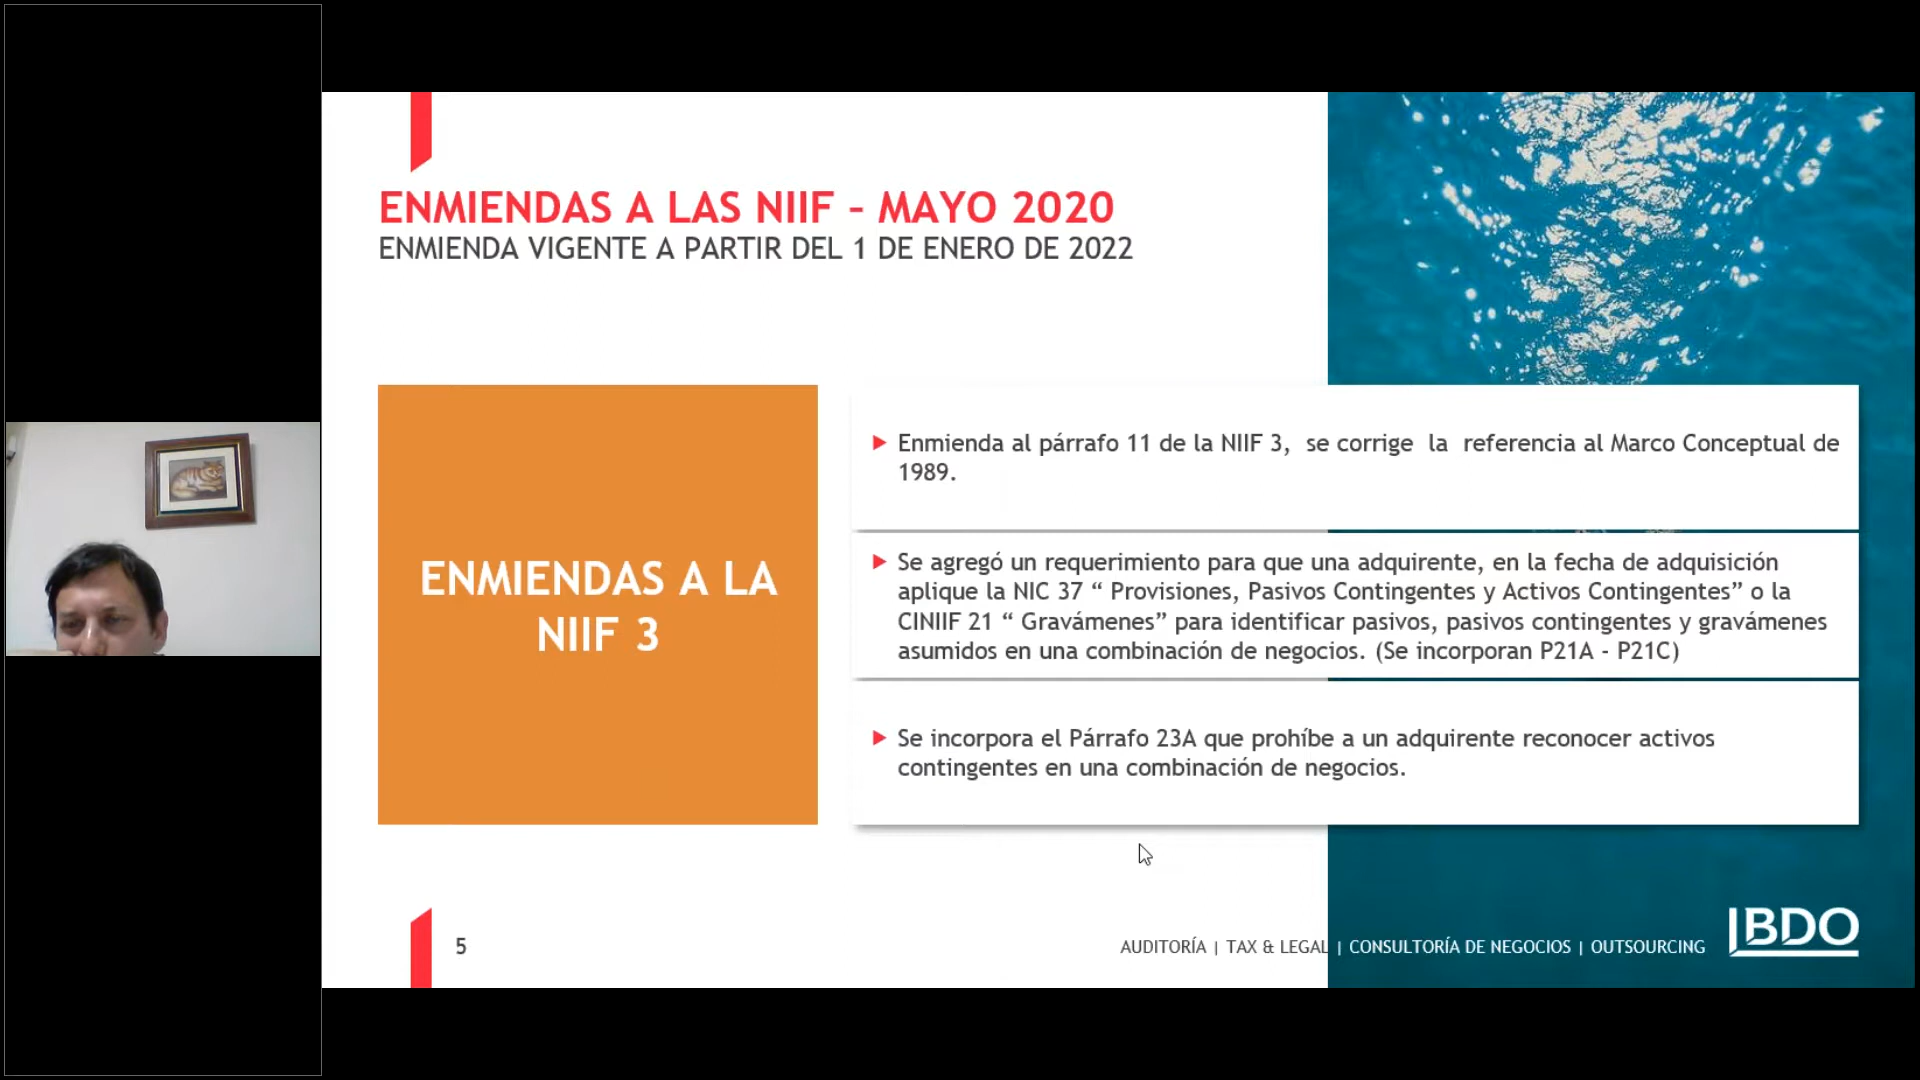 ENMIENDAS A LAS NIIF – MAYO 2020
ENMIENDA VIGENTE A PARTIR DEL 1 DE ENERO DE 2022
ENMIENDAS A LA
NIIF 3
Enmienda al párrafo 11 de la NIIF 3,  se corrige  la  referencia al Marco Conceptual de
1989.
Se agregó un requerimiento para que una adquirente, en la fecha de adquisición
aplique la NIC 37 “ Provisiones, Pasivos Contingentes y Activos Contingentes” o la
CINIIF 21 “ Gravámenes” para identificar pasivos, pasivos contingentes y gravámenes
asumidos en una combinación de negocios. (Se incorporan P21A - P21C)
Se incorpora el Párrafo 23A que prohíbe a un adquirente reconocer activos
contingentes en una combinación de negocios.
5
AUDITORÍA | TAX & LEGAL | CONSULTORÍA DE NEGOCIOS | OUTSOURCING
BDO